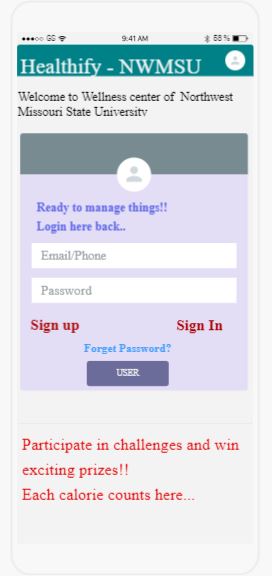 GS 9:41 AM 58 %
Healthify - NWMSU
Welcome to Wellness center of Northwest
Missouri State University
Ready to manage things!!
Login here back..
Email/Phone
Password
Sign up Sign In
Forget Password?
USER
Participate in challenges and win
exciting prizes!!
Each calorie counts here...